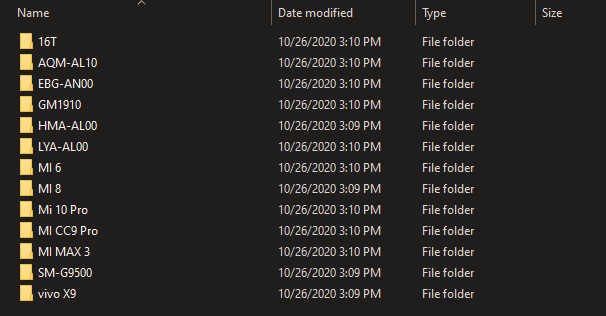 Name Date modified Type Size
16T 10/26/2020 3:10 PM File folder
AQM-AL10 10/26/2020 3:10 PM File folder
EBG-AN00 10/26/2020 3:10 PM File folder
GM1910 10/26/2020 3:10 PM File folder
HMA-AL00 10/26/2020 3:09 PM File folder
LYA-AL00 10/26/2020 3:10 PM File folder
MI 6 10/26/2020 3:10 PM File folder
MI 8 10/26/2020 3:09 PM File folder
Mi 10 Pro 10/26/2020 3:10 PM File folder
MI CC9 Pro 10/26/2020 3:10 PM File folder
MI MAX 3 10/26/2020 3:10 PM File folder
SM-G9500 10/26/2020 3:09 PM File folder
vivo X9 10/26/2020 3:09 PM File folder